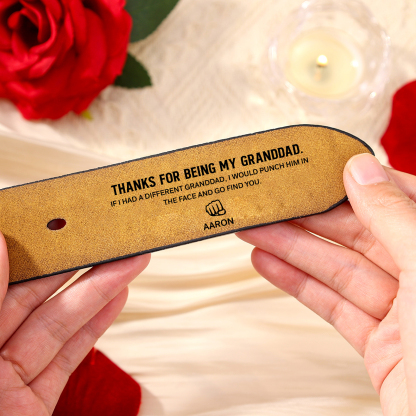 THANKS FOR BEING MY GRANDDAD.
IF I HAD A DIFFERENT GRANDDAD, I WOULD PUNCH HIM IN
THE FACE AND GO FIND YOU.
AARON